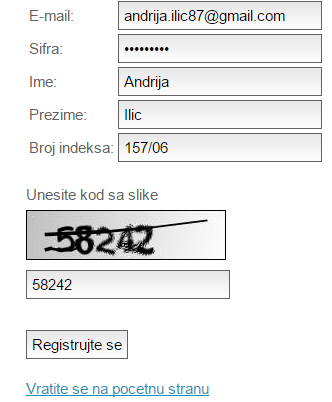 E-mail: andrija.ilic87@gmail.com
Sifra: •••••••••
Ime: Andrija
Prezime: Ilic
Broj indeksa: 157/06
Unesite kod sa slike
58242
58242
Registrujte se
Vratite se na pocetnu stranu